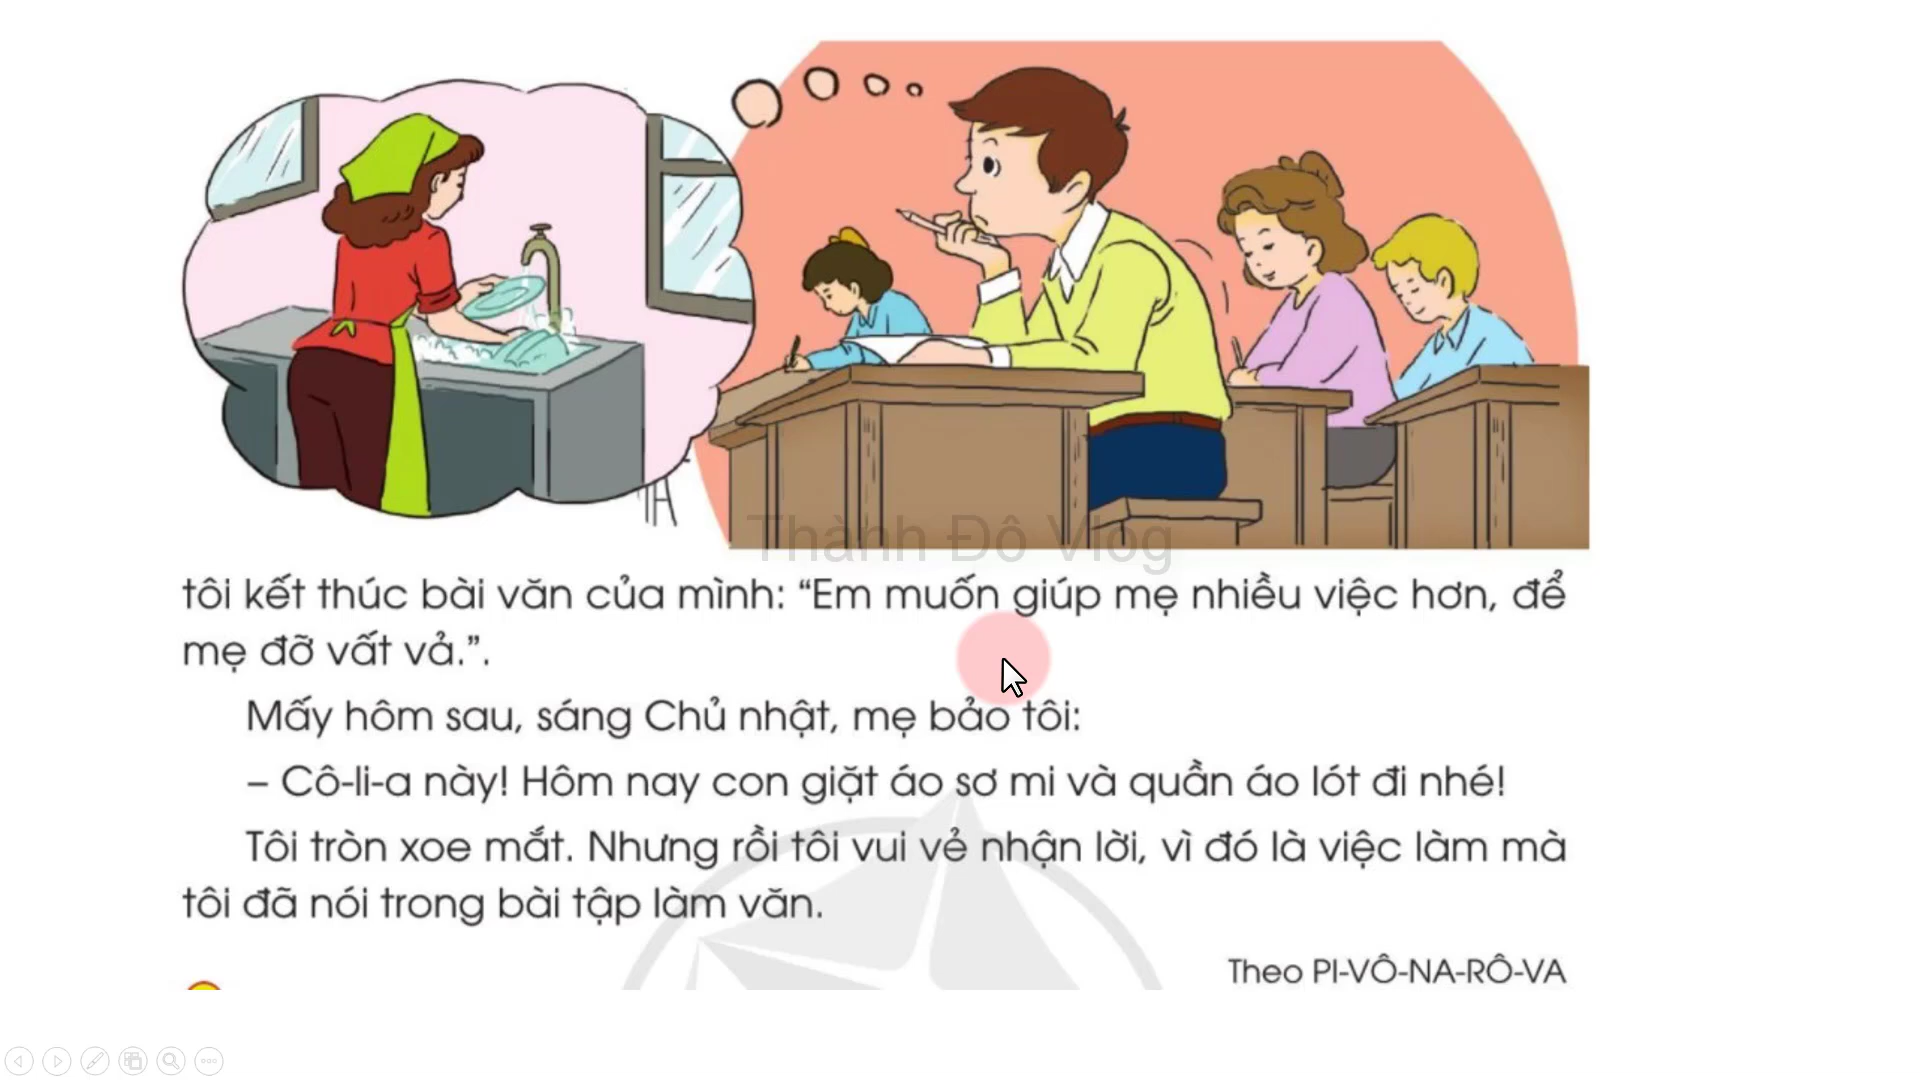 Thành Đô Vlog
tôi kết thúc bài văn của mình: “Em muốn giúp mẹ nhiều việc hơn, để
mẹ đỡ vất vả.”.
Mấy hôm sau, sáng Chủ nhật, mẹ bảo tôi:
– Cô-li-a này! Hôm nay con giặt áo sơ mi và quần áo lót đi nhé!
Tôi tròn xoe mắt. Nhưng rồi tôi vui vẻ nhận lời, vì đó là việc làm mà
tôi đã nói trong bài tập làm văn.
Theo PI-VÔ-NA-RÔ-VA